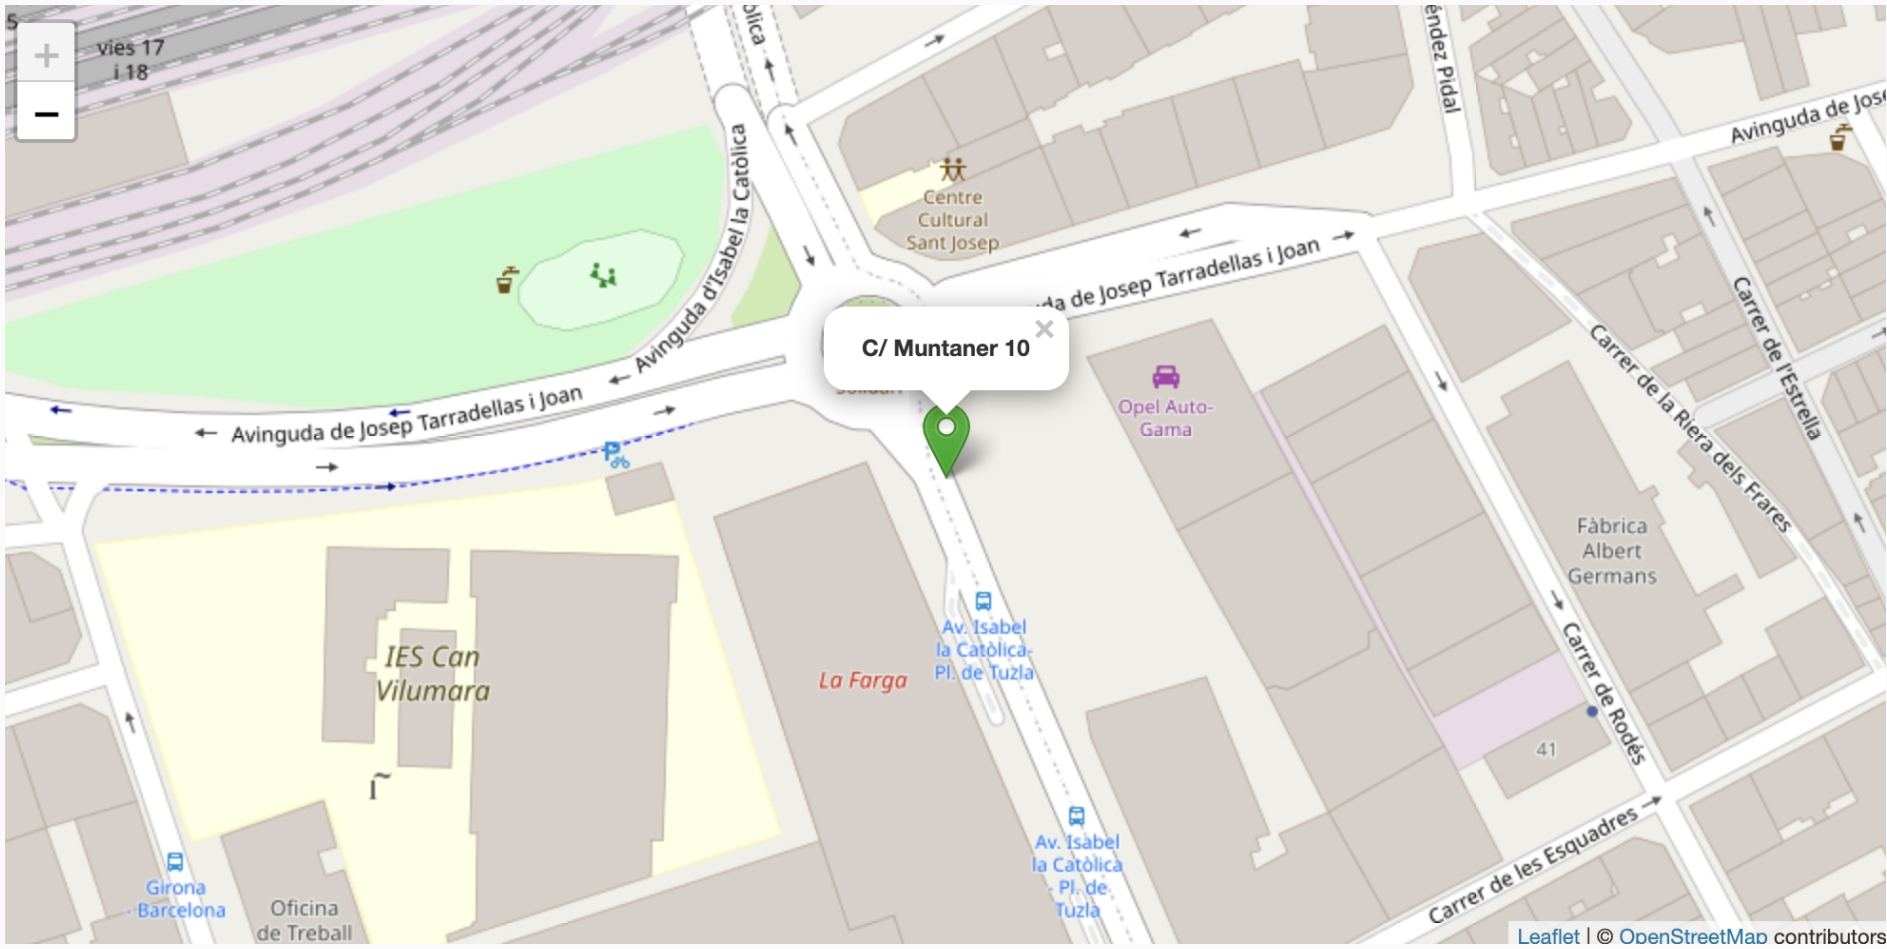 5
vies 17
i 18
+
−
Avinguda d'Isabel la Catòlica
Centre
Cultural
Sant Josep
éndez Pidal
Avinguda de Jose
da de Josep Tarradellas i Joan
C/ Muntaner 10
×
Avinguda de Josep Tarradellas i Joan
Opel Auto-
Gama
Carrer de l'Estrella
Carrer de la Riera dels Frares
Fàbrica
Albert
Germans
IES Can
Vilumara
La Farga
Av. Isabel
la Catòlica-
Pl. de Tuzla
Carrer de Rodés
41
Av. Isabel
la Catòlica
- Pl. de
Tuzla
Girona
- Barcelona
Oficina
de Treball
Carrer de les Esquadres
Leaflet | © OpenStreetMap contributors